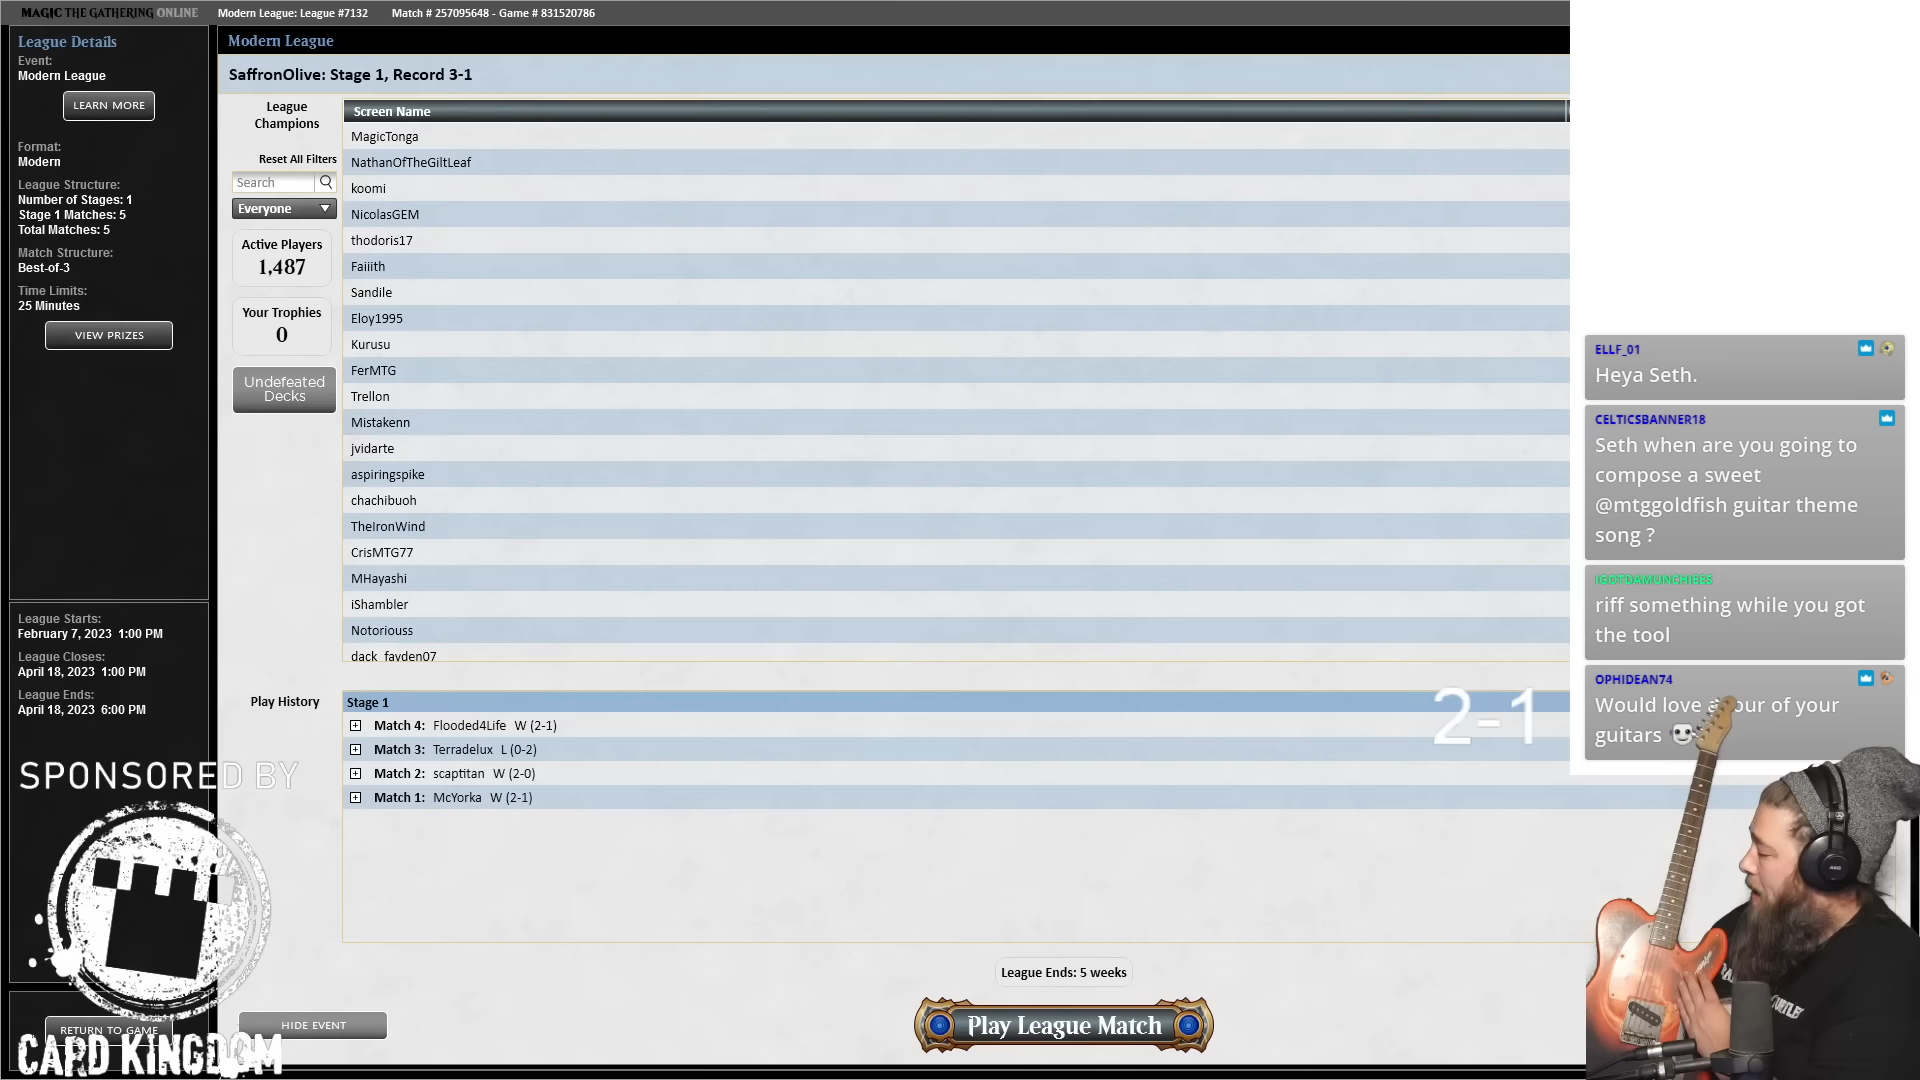 MAGIC THE GATHERING ONLINE
Modern League: League #7132
Match # 257095648 - Game # 831520786
League Details
Event:
Modern League
LEARN MORE
Format:
Modern
League Structure:
Number of Stages: 1
Stage 1 Matches: 5
Total Matches: 5
Match Structure:
Best-of-3
Time Limits:
25 Minutes
VIEW PRIZES
League Starts:
February 7, 2023 1:00 PM
League Closes:
April 18, 2023 1:00 PM
League Ends:
April 18, 2023 6:00 PM
SPONSORED BY
RETURN TO GAME
CARD KINGDOM
Modern League
SaffronOlive: Stage 1, Record 3-1
League
Champions
Reset All Filters
Search
Everyone
Active Players
1,487
Your Trophies
0
Undefeated
Decks
Screen Name
MagicTonga
NathanOfTheGiltLeaf
koomi
NicolasGEM
thodoris17
Faiiith
Sandile
Eloy1995
Kurusu
FerMTG
Trellon
Mistakenn
jvidarte
aspiringspike
chachibuoh
TheIronWind
CrisMTG77
MHayashi
iShambler
Notoriouss
dack_fayden07
Play History
Stage 1
Match 4: Flooded4Life W (2-1)
Match 3: Terradelux L (0-2)
Match 2: scaptitan W (2-0)
Match 1: McYorka W (2-1)
2-1
League Ends: 5 weeks
HIDE EVENT
Play League Match
ELLF_01
Heya Seth.
CELTICSBANNER18
Seth when are you going to
compose a sweet
@mtggoldfish guitar theme
song ?
IGOTDAMUNCHIEES
riff something while you got
the tool
OPHIDEAN74
Would love a of your
guitars